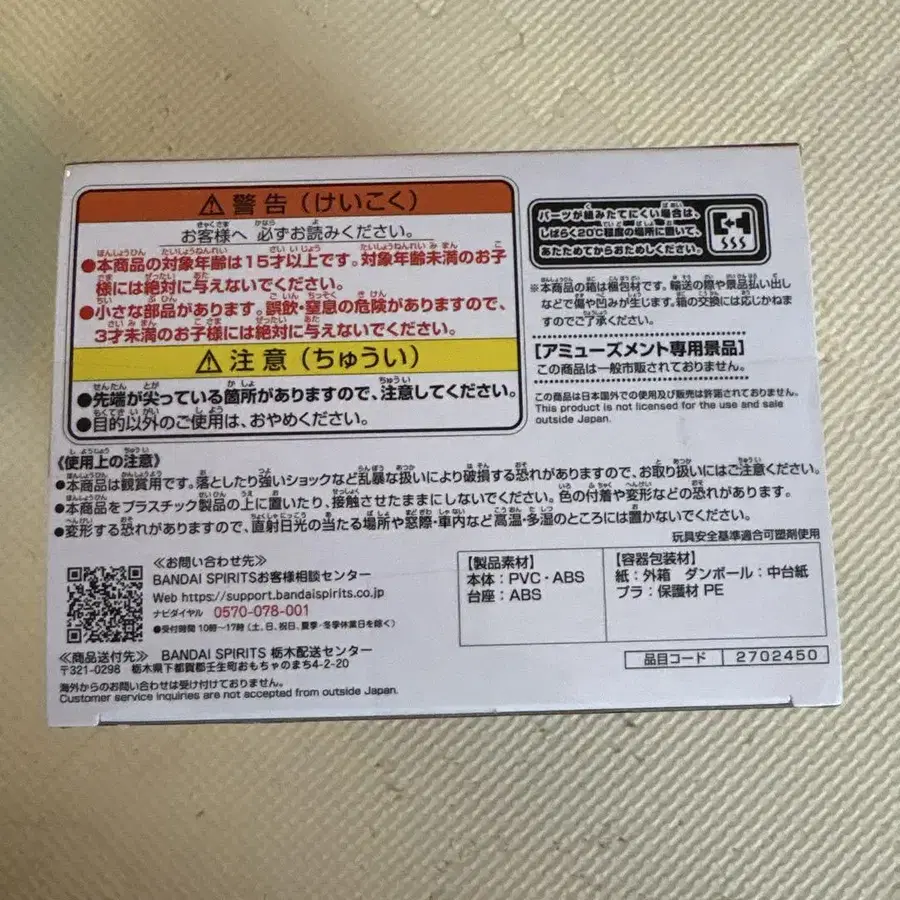 ⚠警告（けいこく）
お客様へ 必ずお読みください。
●本商品の対象年齢は15才以上です。対象年齢未満のお子
様には絶対に与えないでください。
●小さな部品があります。誤飲・窒息の危険がありますので、
3才未満のお子様には絶対に与えないでください。
⚠注意（ちゅうい）
●先端が尖っている箇所がありますので、注意してください。
●目的以外のご使用は、おやめください。
パーツが組みたてにくい場合は、
しばらく20℃程度の場所に置いて、
あたためてからおためしください。
※本商品の箱は梱包材です。輸送の際や景品払い出し
などで傷や凹みが生じます。箱の交換には応じかねま
すのでご了承ください。
【アミューズメント専用景品】
この商品は一般市販されておりません。
この商品は日本国外での使用及び販売は許諾されておりません。
This product is not licensed for the use and sale
outside Japan.
《使用上の注意》
●本商品は観賞用です。落としたり強いショックなど乱暴な扱いにより破損する恐れがありますので、お取り扱いにはご注意ください。
●本商品をプラスチック製品の上に置いたり、接触させたままにしないでください。色の付着や変形などの恐れがあります。
●変形する恐れがありますので、直射日光の当たる場所や窓際・車内など高温・多湿のところには置かないでください。
玩具安全基準適合可塑剤使用
≪お問い合わせ先≫
BANDAI SPIRITSお客様相談センター
Web https://support.bandaispirits.co.jp
ナビダイヤル 0570-078-001
●受付時間 10時～17時（土、日、祝日、夏季・冬季休業日を除く）
【製品素材】
本体：PVC・ABS
台座：ABS
【容器包装材】
紙：外箱 ダンボール：中台紙
プラ：保護材 PE
≪商品送付先≫ BANDAI SPIRITS 栃木配送センター
〒321-0298 栃木県下都賀郡壬生町おもちゃのまち4-2-20
品目コード 2702450
海外からのお問い合わせは受け付けておりません。
Customer service inquiries are not accepted from outside Japan.